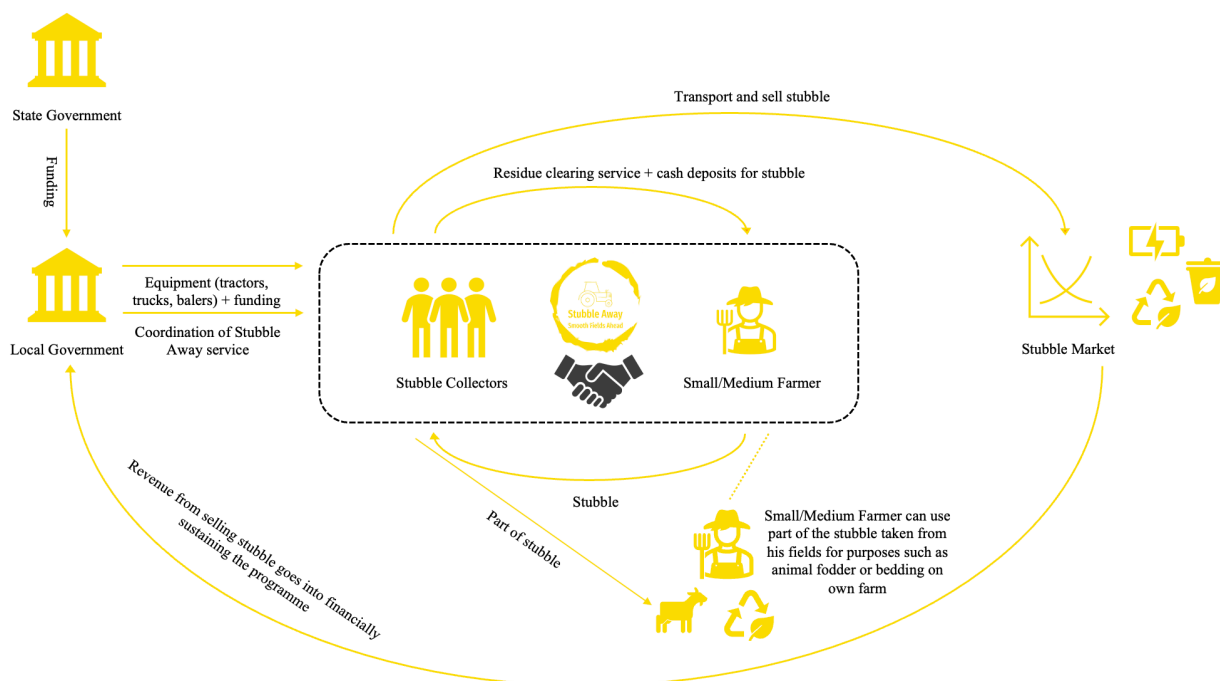 State Government
Funding
Local Government
Equipment (tractors,
trucks, balers) + funding
Coordination of Stubble
Away service
Transport and sell stubble
Residue clearing service + cash deposits for stubble
Stubble Collectors
Stubble Away
Smooth Fields Ahead
Small/Medium Farmer
Stubble Market
Stubble
Part of stubble
Small/Medium Farmer can use
part of the stubble taken from
his fields for purposes such as
animal fodder or bedding on
own farm
Revenue from selling stubble goes into financially
sustaining the programme